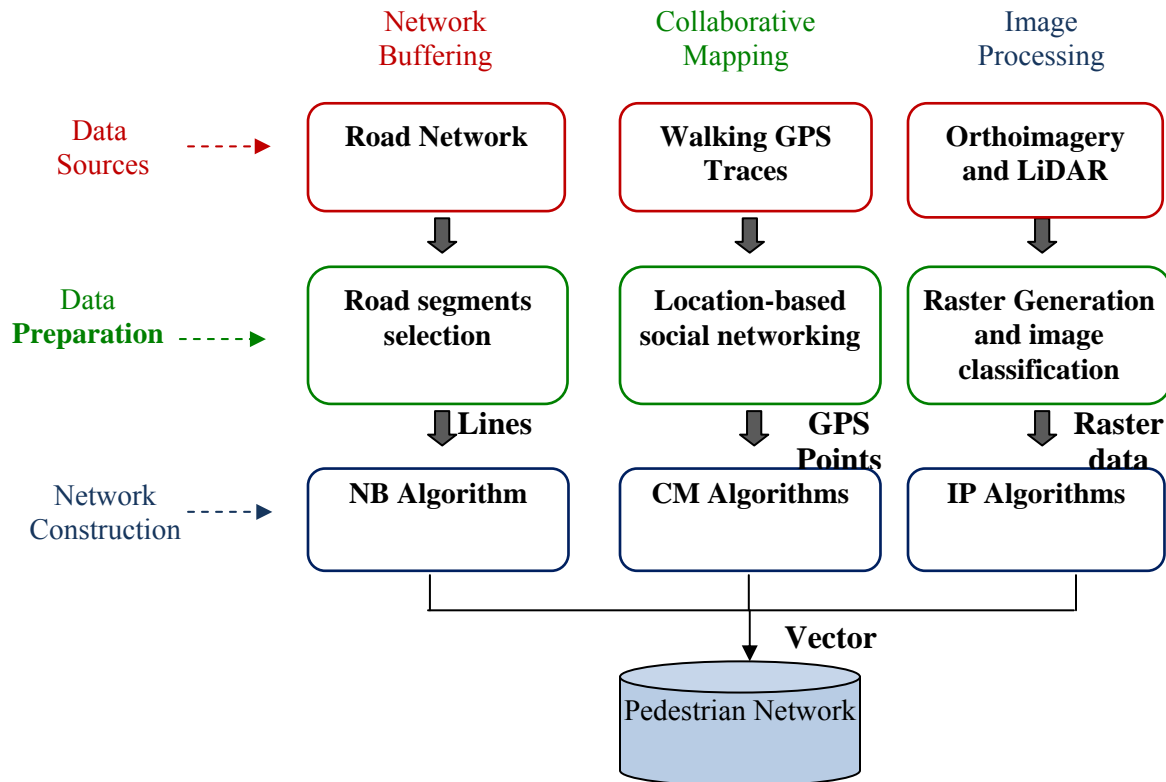 Network
Buffering
Collaborative
Mapping
Image
Processing
Data
Sources
Road Network
Walking GPS
Traces
Orthoimagery
and LiDAR
Data
Preparation
Road segments
selection
Location-based
social networking
Raster Generation
and image
classification
Lines
GPS
Points
Raster
data
Network
Construction
NB Algorithm
CM Algorithms
IP Algorithms
Vector
Pedestrian Network